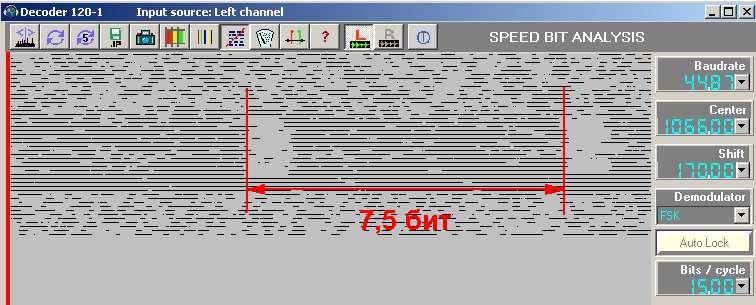 Decoder 120-1 Input source: Left channel
JP S ? L R
SPEED BIT ANALYSIS
Baudrate
44,87
Center
1066,00
Shift
170,00
Demodulator
FSK
Auto Lock
Bits / cycle
15,00
7,5 бит